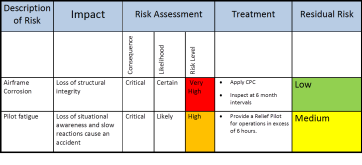 Description of Risk
Impact
Risk Assessment
Treatment
Residual Risk
Consequence
Likelihood
Risk Level
Airframe Corrosion
Loss of structural integrity
Critical
Certain
Very High
• Apply CPC
• Inspect at 6 month intervals
Low
Pilot fatigue
Loss of situational awareness and slow reactions cause an accident
Critical
Likely
High
• Provide a Relief Pilot for operations in excess of 6 hours.
Medium